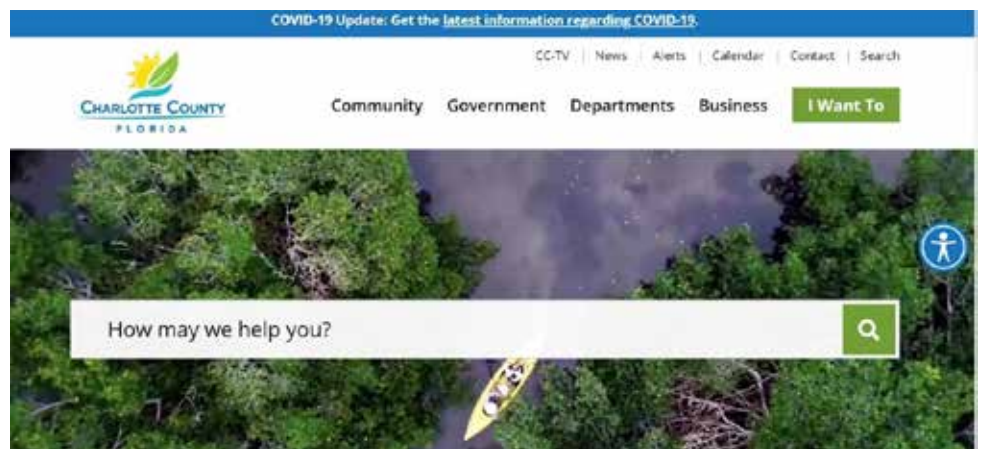 COVID-19 Update: Get the latest information regarding COVID-19.
CC-TV | News | Alerts | Calendar | Contact | Search
CHARLOTTE COUNTY
FLORIDA
Community Government Departments Business I Want To
How may we help you?